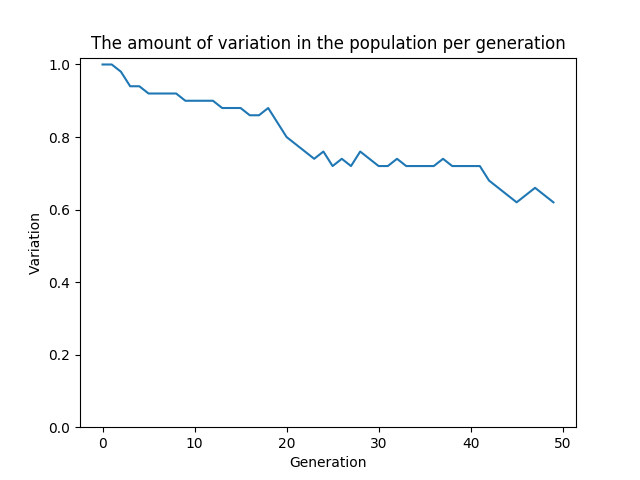 The amount of variation in the population per generation
1.0
0.8
0.6
0.4
0.2
0.0
Variation
0 10 20 30 40 50
Generation